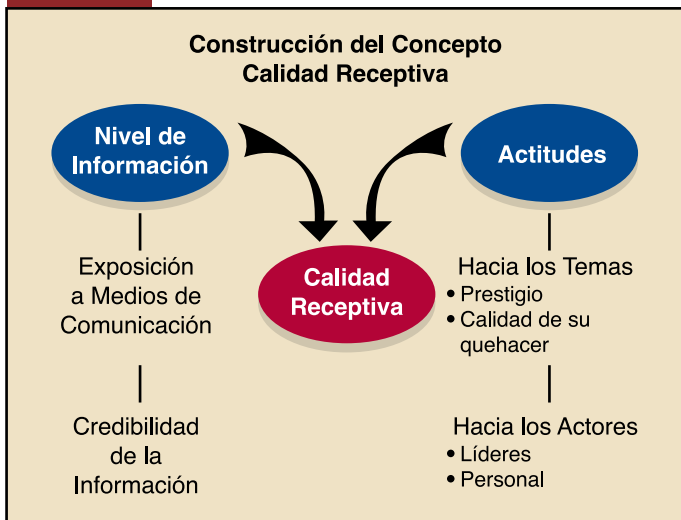 Construcción del Concepto
Calidad Receptiva
Nivel de
Información
Exposición
a Medios de
Comunicación
Credibilidad
de la
Información
Calidad
Receptiva
Actitudes
Hacia los Temas
• Prestigio
• Calidad de su
quehacer
Hacia los Actores
• Líderes
• Personal